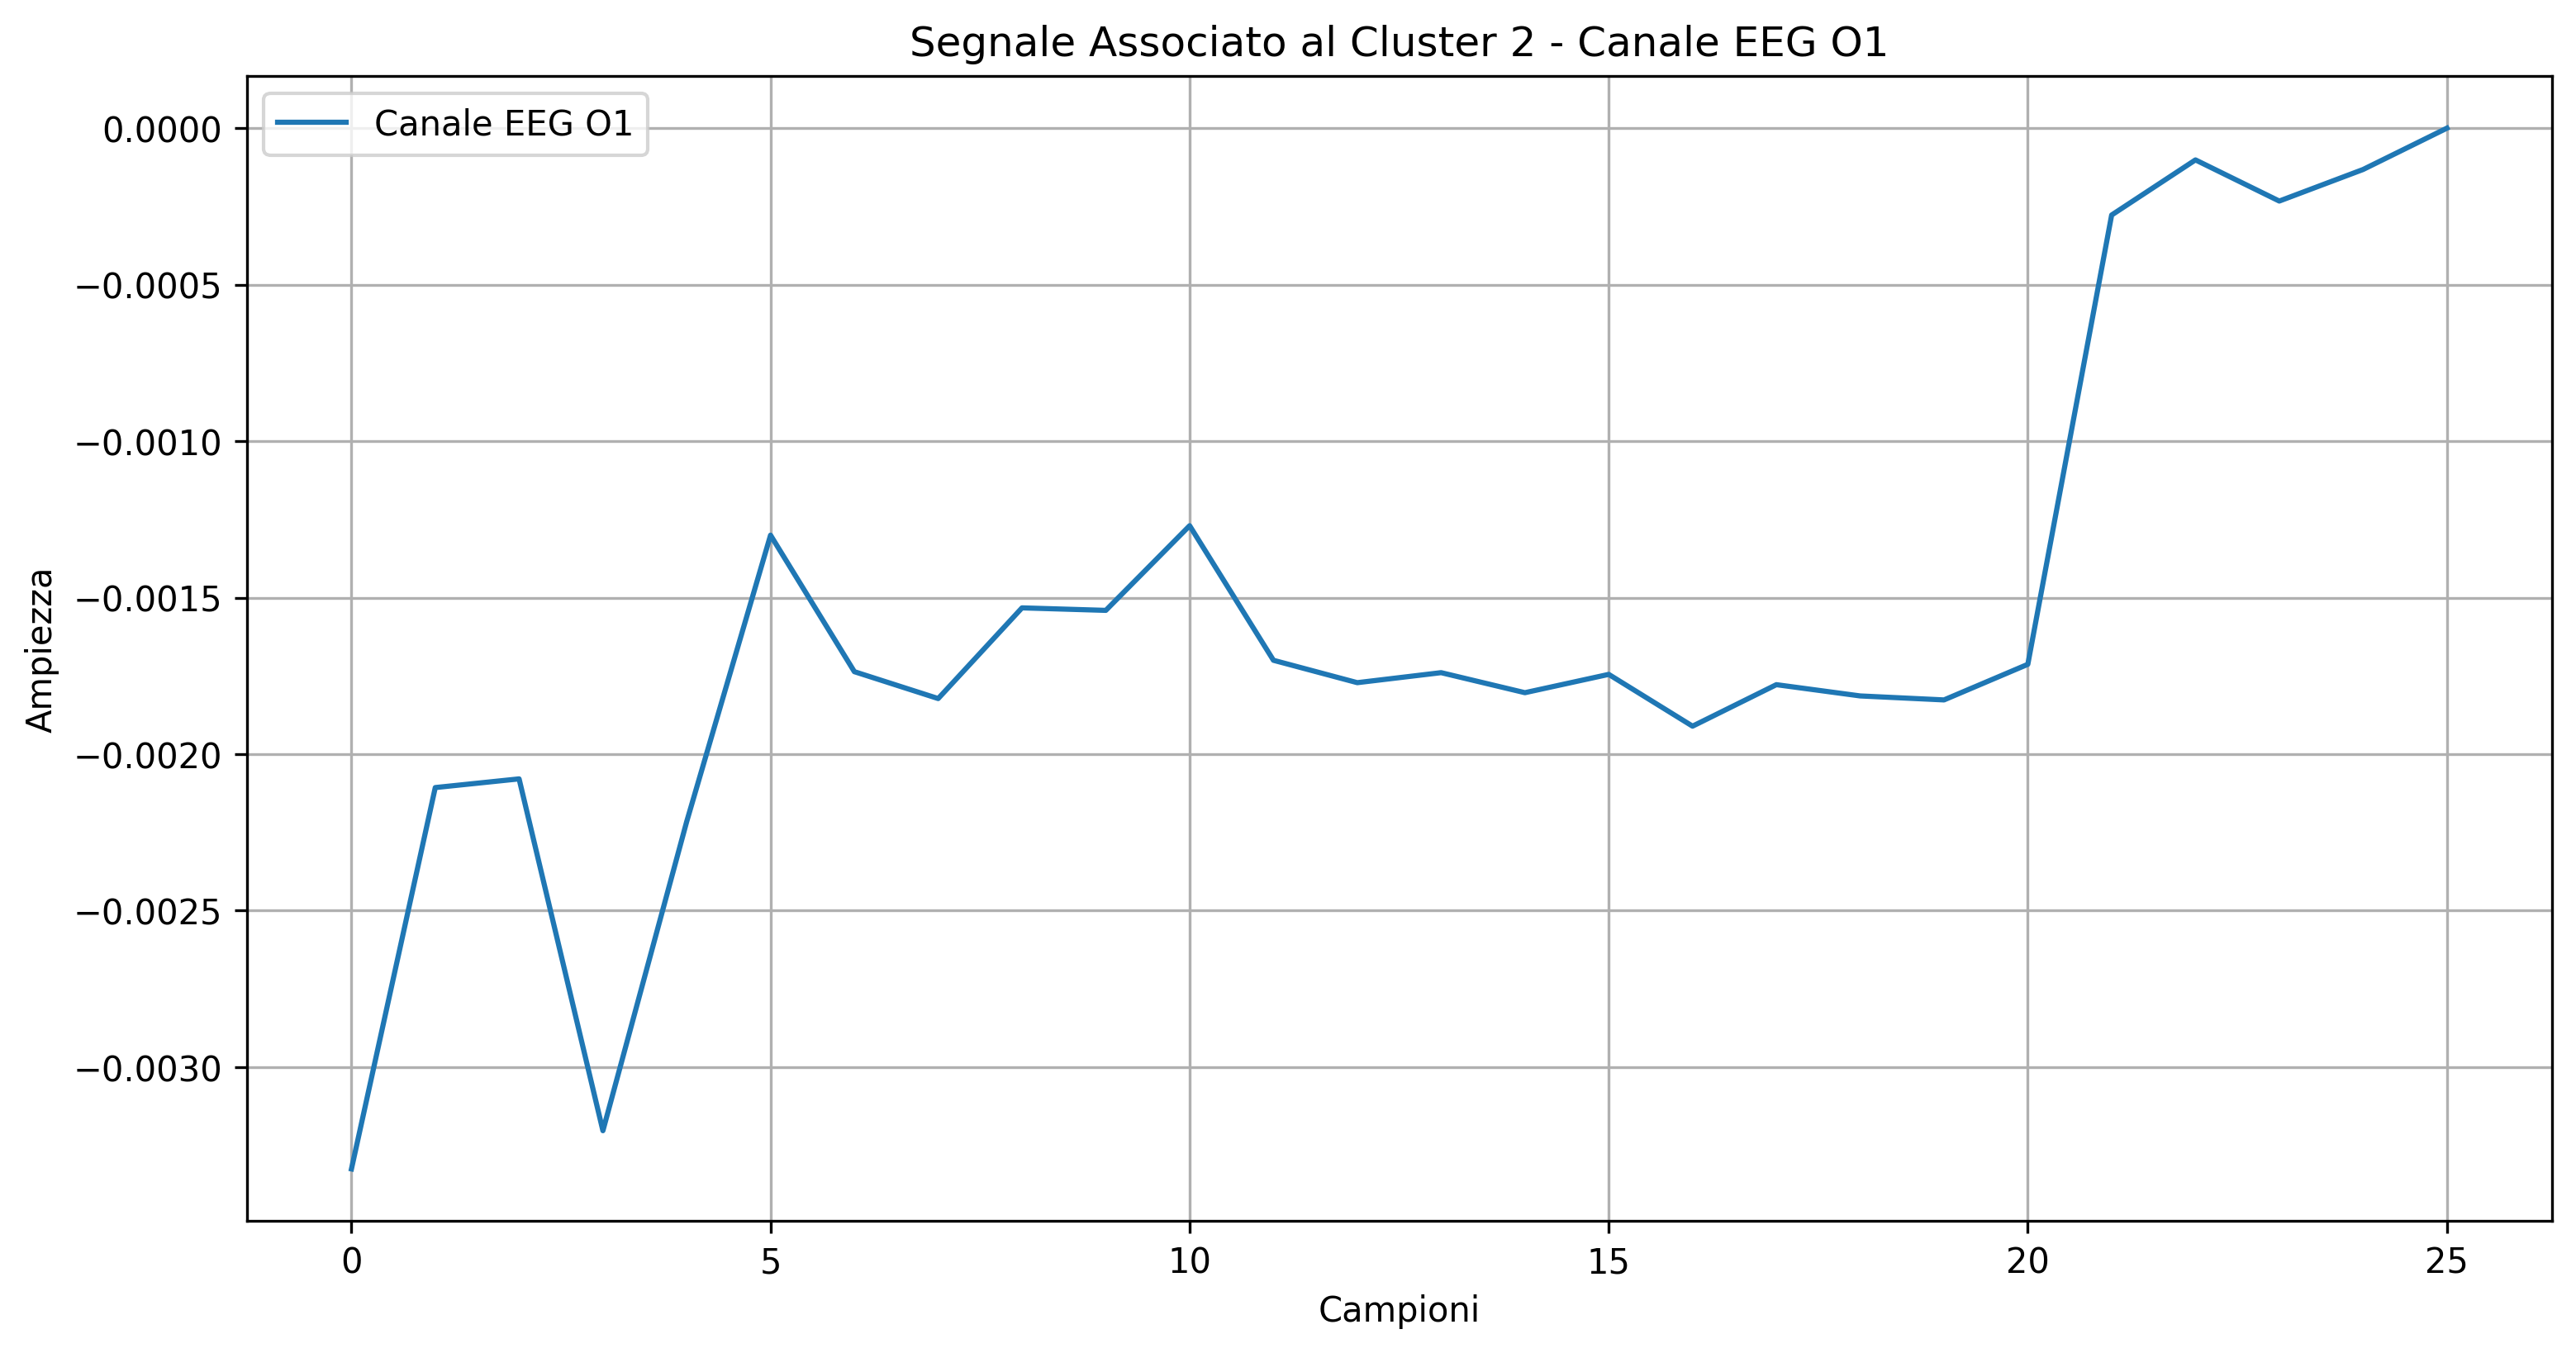 Segnale Associato al Cluster 2 - Canale EEG O1
Canale EEG O1
0.0000
−0.0005
−0.0010
−0.0015
−0.0020
−0.0025
−0.0030
Ampiezza
0 5 10 15 20 25
Campioni